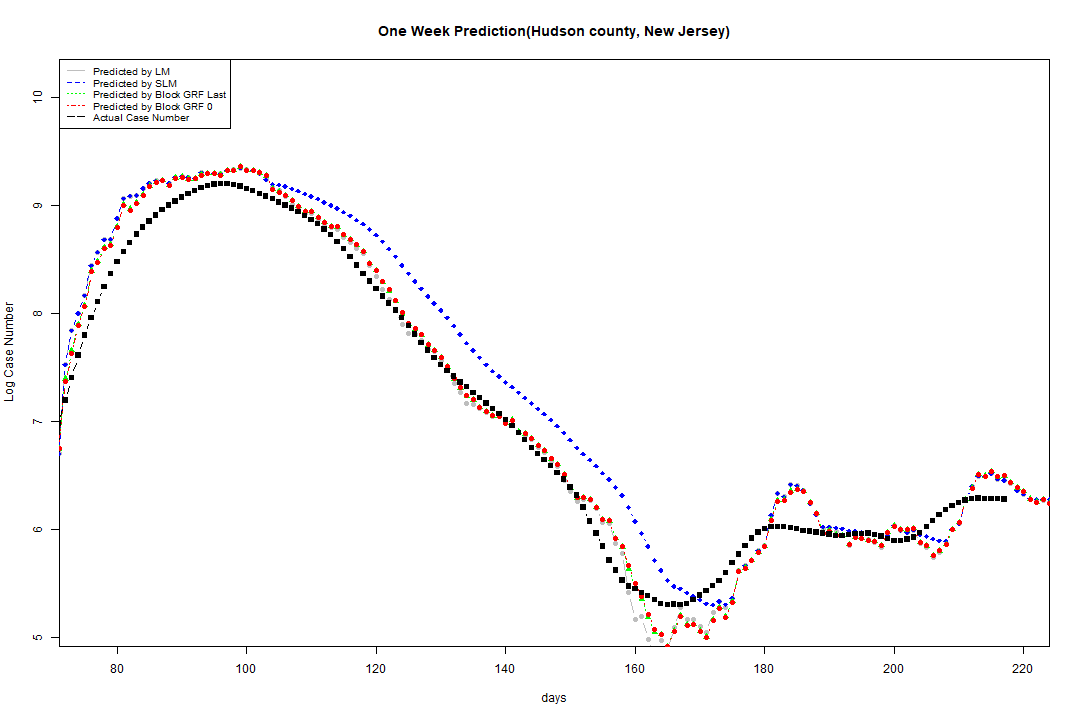 One Week Prediction(Hudson county, New Jersey)
Predicted by LM
Predicted by SLM
Predicted by Block GRF Last
Predicted by Block GRF 0
Actual Case Number
Log Case Number
10
9
8
7
6
5
80 100 120 140 160 180 200 220
days